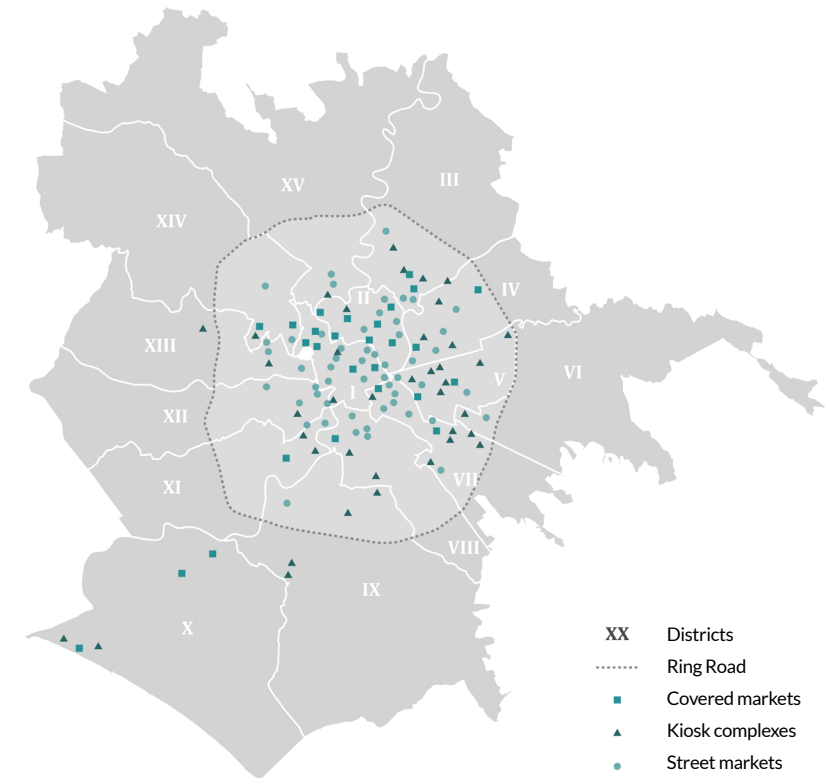 XV
III
XIV
II
IV
XIII
VI
V
I
XII
VII
XI
VIII
IX
X
XX Districts
Ring Road
Covered markets
Kiosk complexes
Street markets